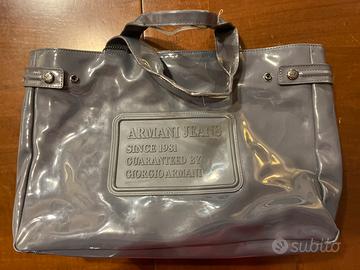 ARMANI JEANS
SINCE 1981
GUARANTEED BY
GIORGIO ARMANI
subito